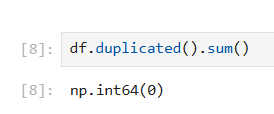 [8]: df.duplicated().sum()
[8]: np.int64(0)